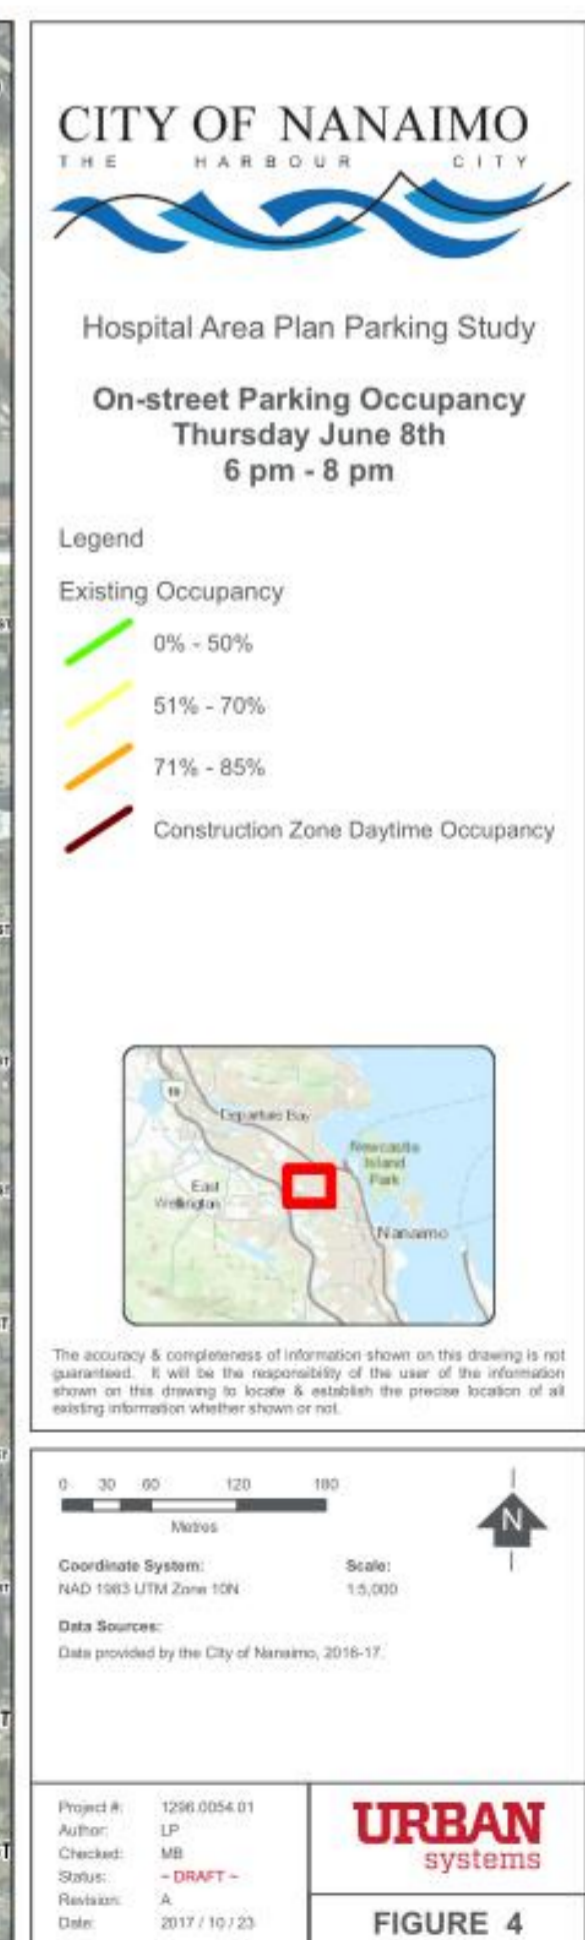 CITY OF NANAIMO
THE HARBOUR CITY
Hospital Area Plan Parking Study
On-street Parking Occupancy
Thursday June 8th
6 pm - 8 pm
Legend
Existing Occupancy
0% - 50%
51% - 70%
71% - 85%
Construction Zone Daytime Occupancy
19
Departure Bay
Newcastle
Island
Park
East
Wellington
Nanaimo
The accuracy & completeness of information shown on this drawing is not
guaranteed. It will be the responsibility of the user of the information
shown on this drawing to locate & establish the precise location of all
existing information whether shown or not.
0 30 60 120 180
Metres
N
Coordinate System:
NAD 1983 UTM Zone 10N
Scale:
1:5,000
Data Sources:
Data provided by the City of Nanaimo, 2016-17.
Project #: 1296.0054.01
Author: LP
Checked: MB
Status: ~ DRAFT ~
Revision: A
Date: 2017 / 10 / 23
URBAN
systems
FIGURE 4